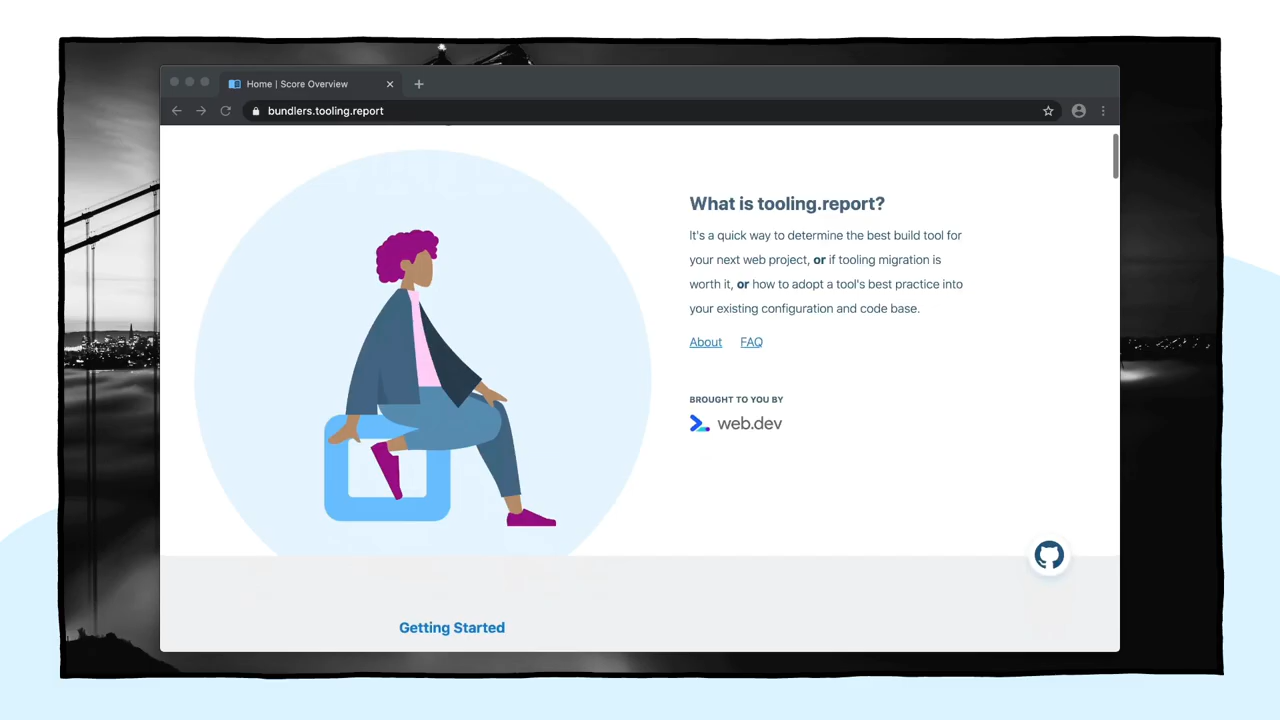 Home | Score Overview
bundlers.tooling.report
What is tooling.report?
It's a quick way to determine the best build tool for
your next web project, or if tooling migration is
worth it, or how to adopt a tool's best practice into
your existing configuration and code base.
About FAQ
BROUGHT TO YOU BY
web.dev
Getting Started